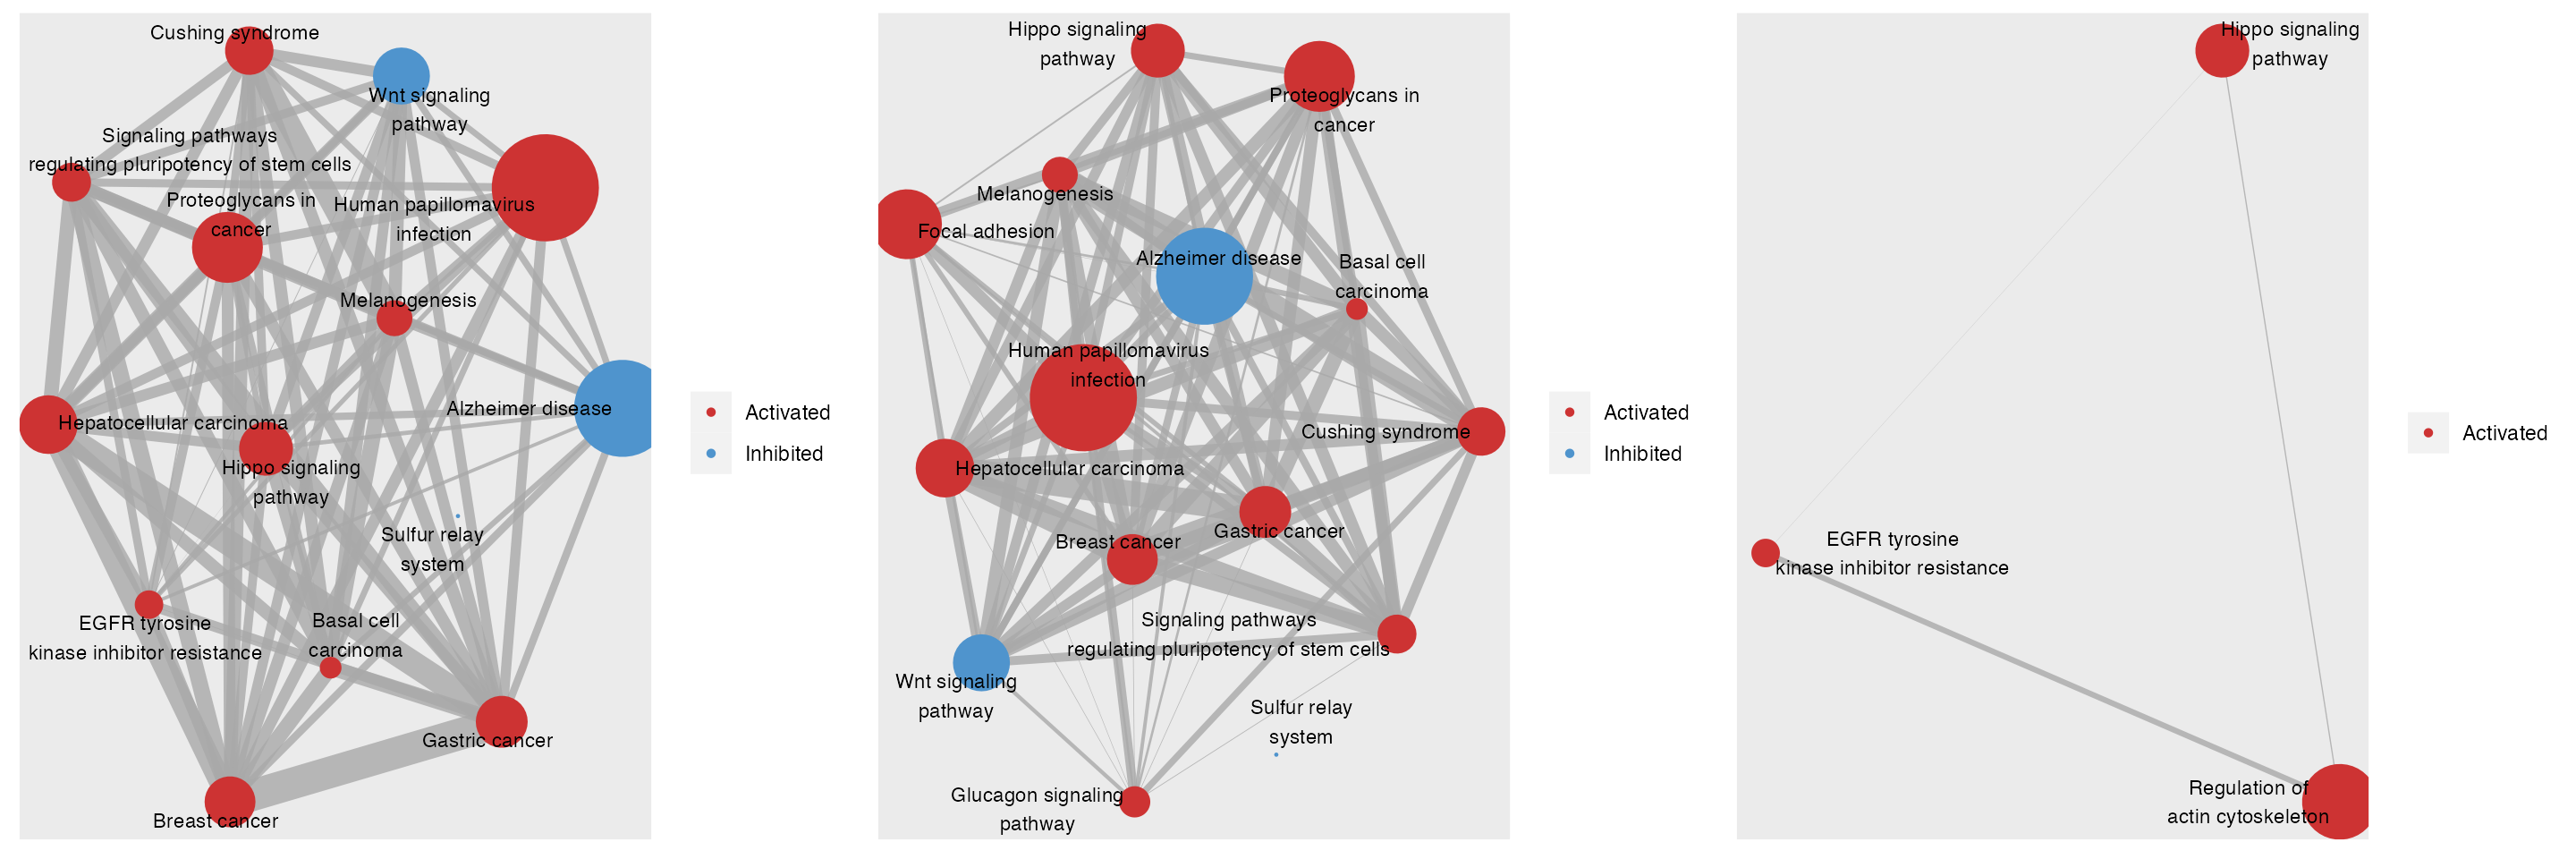 Cushing syndrome
Wnt signaling
pathway
Signaling pathways
regulating pluripotency of stem cells
Proteoglycans in
cancer
Human papillomavirus
infection
Melanogenesis
Alzheimer disease
Hepatocellular carcinoma
Hippo signaling
pathway
Sulfur relay
system
EGFR tyrosine
kinase inhibitor resistance
Basal cell
carcinoma
Gastric cancer
Breast cancer
Activated
Inhibited
Hippo signaling
pathway
Proteoglycans in
cancer
Melanogenesis
Focal adhesion
Alzheimer disease
Basal cell
carcinoma
Human papillomavirus
infection
Cushing syndrome
Hepatocellular carcinoma
Gastric cancer
Breast cancer
Signaling pathways
regulating pluripotency of stem cells
Wnt signaling
pathway
Sulfur relay
system
Glucagon signaling
pathway
Activated
Inhibited
Hippo signaling
pathway
EGFR tyrosine
kinase inhibitor resistance
Regulation of
actin cytoskeleton
Activated